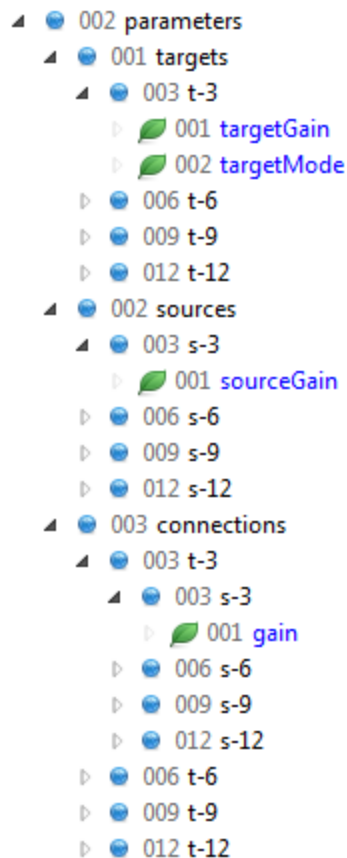 002 parameters
001 targets
003 t-3
001 targetGain
002 targetMode
006 t-6
009 t-9
012 t-12
002 sources
003 s-3
001 sourceGain
006 s-6
009 s-9
012 s-12
003 connections
003 t-3
003 s-3
001 gain
006 s-6
009 s-9
012 s-12
006 t-6
009 t-9
012 t-12